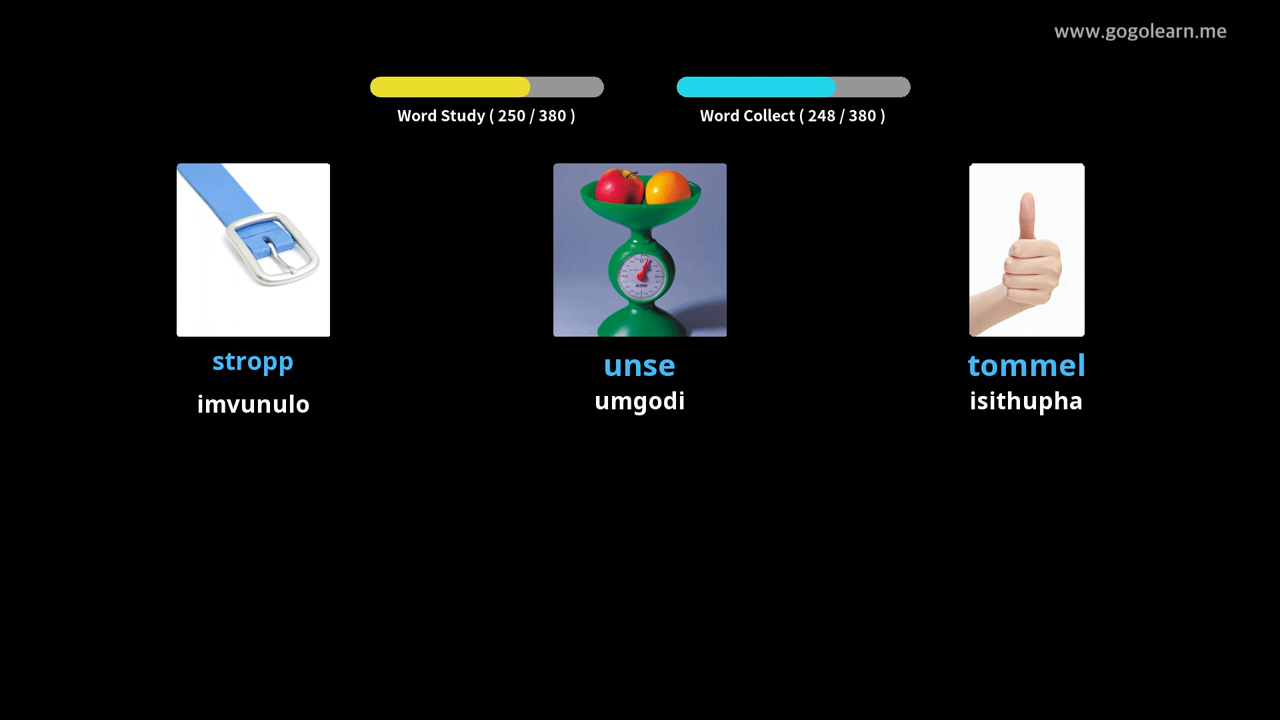 www.gogolearn.me
Word Study ( 250 / 380 )
Word Collect ( 248 / 380 )
stropp
unse
tommel
imvunulo
umgodi
isithupha